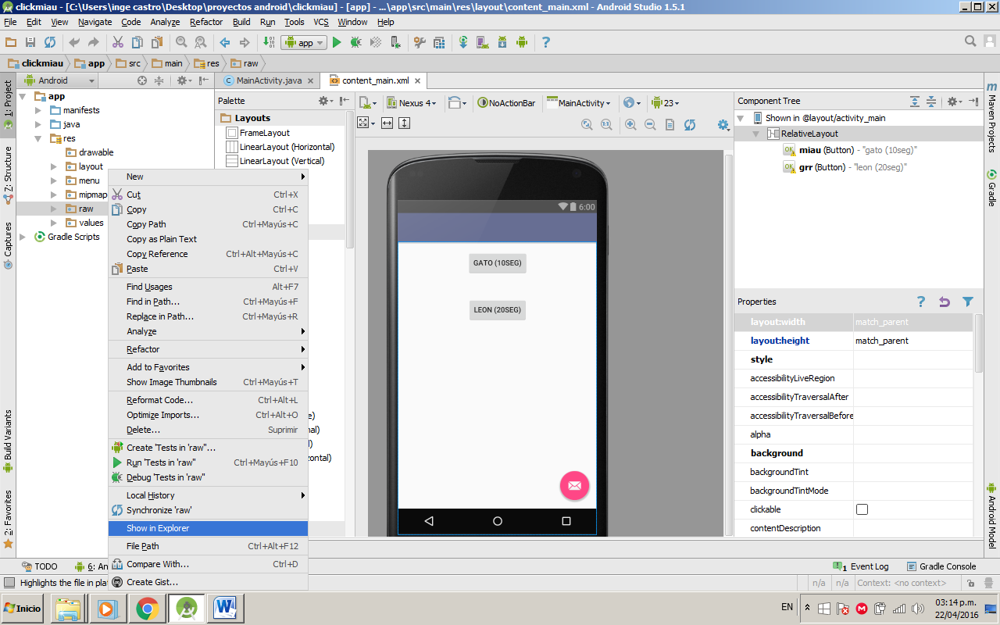 clickmiau - [C:\Users\inge castro\Desktop\proyectos android\clickmiau] - [app] - ...\app\src\main\res\layout\content_main.xml - Android Studio 1.5.1
File Edit View Navigate Code Analyze Refactor Build Run Tools VCS Window Help
app
clickmiau app src main res raw
Android
MainActivity.java
content_main.xml
1: Project
7: Structure
Captures
Build Variants
2: Favorites
app
manifests
java
res
drawable
layout
menu
mipmap
raw
values
Gradle Scripts
New
Cut Ctrl+X
Copy Ctrl+C
Copy Path Ctrl+Mayús+C
Copy as Plain Text
Copy Reference Ctrl+Alt+Mayús+C
Paste Ctrl+V
Find Usages Alt+F7
Find in Path... Ctrl+Mayús+F
Replace in Path... Ctrl+Mayús+R
Analyze
Refactor
Add to Favorites
Show Image Thumbnails Ctrl+Mayús+T
Reformat Code... Ctrl+Alt+L
Optimize Imports... Ctrl+Alt+O
Delete... Suprimir
Create 'Tests in 'raw''...
Run 'Tests in 'raw'' Ctrl+Mayús+F10
Debug 'Tests in 'raw''
Local History
Synchronize 'raw'
Show in Explorer
File Path Ctrl+Alt+F12
Compare With... Ctrl+D
Create Gist...
Palette
Layouts
FrameLayout
LinearLayout (Horizontal)
LinearLayout (Vertical)
Nexus 4
NoActionBar
MainActivity
23
6:00
GATO (10SEG)
LEON (20SEG)
Component Tree
Shown in @layout/activity_main
RelativeLayout
OK miau (Button) - "gato (10seg)"
OK grr (Button) - "leon (20seg)"
Properties
layout:width match_parent
layout:height match_parent
style
accessibilityLiveRegion
accessibilityTraversalAfter
accessibilityTraversalBefore
alpha
background
backgroundTint
backgroundTintMode
clickable
contentDescription
Maven Projects
Gradle
Android Model
TODO
6: An
1 Event Log
Gradle Console
Highlights the file in plat
n/a n/a Context: <no context>
Inicio
EN
03:14 p.m.
22/04/2016